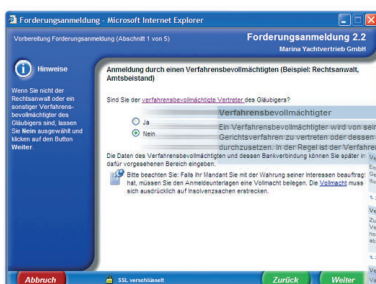 Forderungsanmeldung - Microsoft Internet Explorer
Vorbereitung Forderungsanmeldung (Abschnitt 1 von 5)
Forderungsanmeldung 2.2
Marina Yachtvertrieb GmbH
Hinweise
Wenn Sie nicht der
Rechtsanwalt oder ein
sonstiger Verfahrens-
bevollmächtiger des
Gläubigers sind, lassen
Sie Nein ausgewählt und
klicken auf den Button
Weiter.
Anmeldung durch einen Verfahrensbevollmächtigten (Beispiel: Rechtsanwalt,
Amtsbeistand)
Sind Sie der verfahrensbevollmächtigte Vertreter des Gläubigers?
Ja
Nein
Verfahrensbevollmächtigter
Ein Verfahrensbevollmächtigter wird von sein
Gerichtsverfahren zu vertreten oder dessen
durchzusetzen. In der Regel ist der Verfahre
Die Daten des Verfahrensbevollmächtigten und dessen Bankverbindung können Sie später in
dafür vorgesehenen Bereich eingeben.
Bitte beachten Sie: Falls Ihr Mandant Sie mit der Wahrung seiner Interessen beauftragt
hat, müssen Sie den Anmeldeunterlagen eine Vollmacht beilegen. Die Vollmacht muss
sich ausdrücklich auf Insolvenzsachen erstrecken.
Abbruch
SSL verschlüsselt
Zurück
Weiter